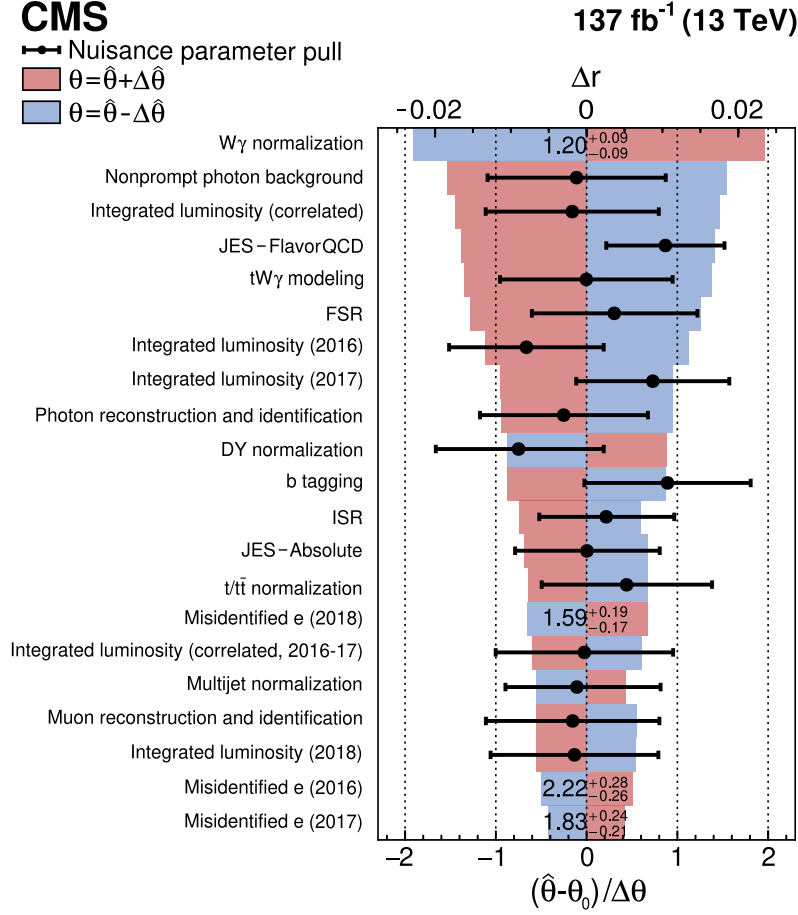 CMS 137 fb⁻¹ (13 TeV)
Nuisance parameter pull
θ=θ̂+Δθ̂
θ=θ̂-Δθ̂
Δr
−0.02 0 0.02
Wγ normalization 1.20 +0.09 −0.09
Nonprompt photon background
Integrated luminosity (correlated)
JES−FlavorQCD
tWγ modeling
FSR
Integrated luminosity (2016)
Integrated luminosity (2017)
Photon reconstruction and identification
DY normalization
b tagging
ISR
JES−Absolute
t/tt̄ normalization
Misidentified e (2018) 1.59 +0.19 −0.17
Integrated luminosity (correlated, 2016-17)
Multijet normalization
Muon reconstruction and identification
Integrated luminosity (2018)
Misidentified e (2016) 2.22 +0.28 −0.26
Misidentified e (2017) 1.83 +0.24 −0.21
−2 −1 0 1 2
(θ̂-θ₀)/Δθ